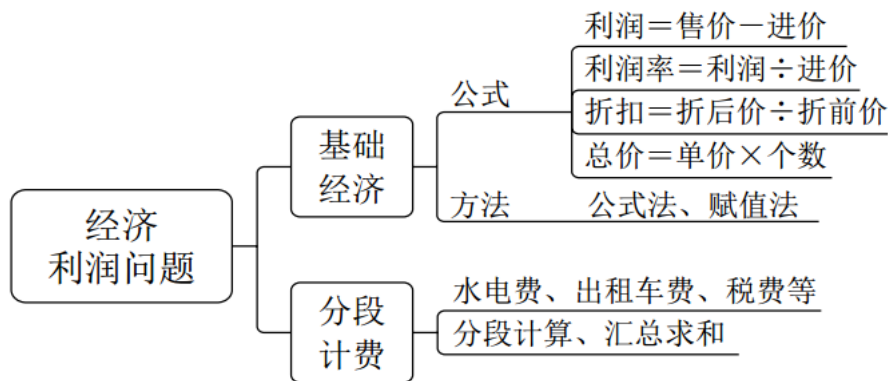 利润=售价-进价
利润率=利润÷进价
公式
折扣=折后价÷折前价
基础
经济
总价=单价×个数
方法
公式法、赋值法
经济
利润问题
水电费、出租车费、税费等
分段
计费
分段计算、汇总求和